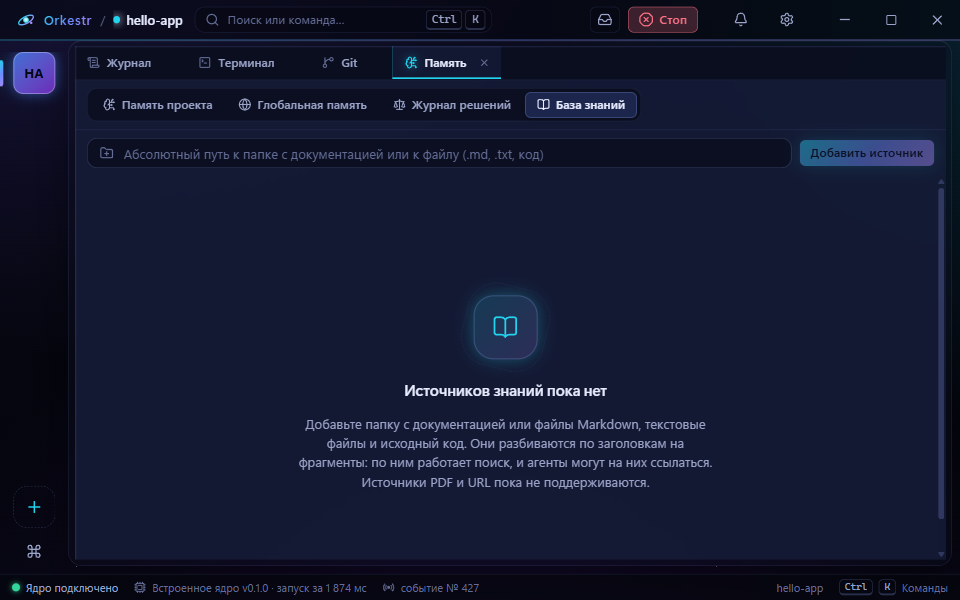 Orkestr / hello-app Поиск или команда... Ctrl K Стоп
HA
Журнал Терминал Git Память
Память проекта Глобальная память Журнал решений База знаний
Абсолютный путь к папке с документацией или к файлу (.md, .txt, код) Добавить источник
Источников знаний пока нет
Добавьте папку с документацией или файлы Markdown, текстовые
файлы и исходный код. Они разбиваются по заголовкам на
фрагменты: по ним работает поиск, и агенты могут на них ссылаться.
Источники PDF и URL пока не поддерживаются.
Ядро подключено Встроенное ядро v0.1.0 · запуск за 1 874 мс событие № 427 hello-app Ctrl K Команды